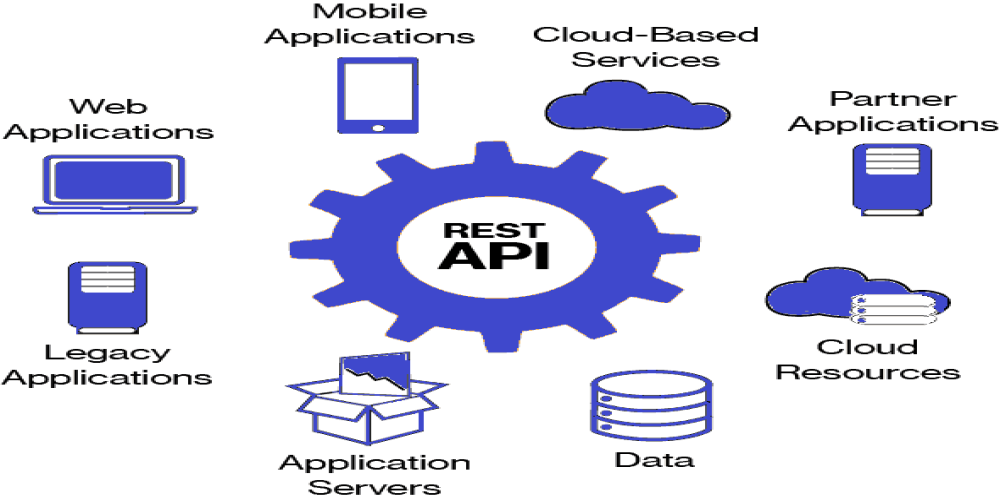 Mobile
Applications
Cloud-Based
Services
Web
Applications
Partner
Applications
REST
API
Legacy
Applications
Cloud
Resources
Application
Servers
Data